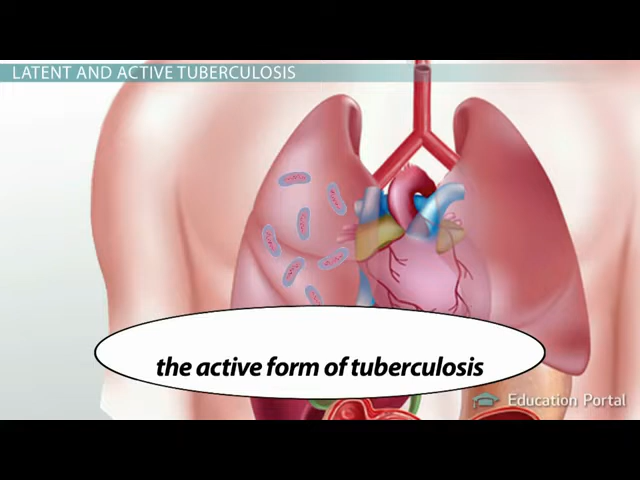 LATENT AND ACTIVE TUBERCULOSIS
the active form of tuberculosis
Education Portal